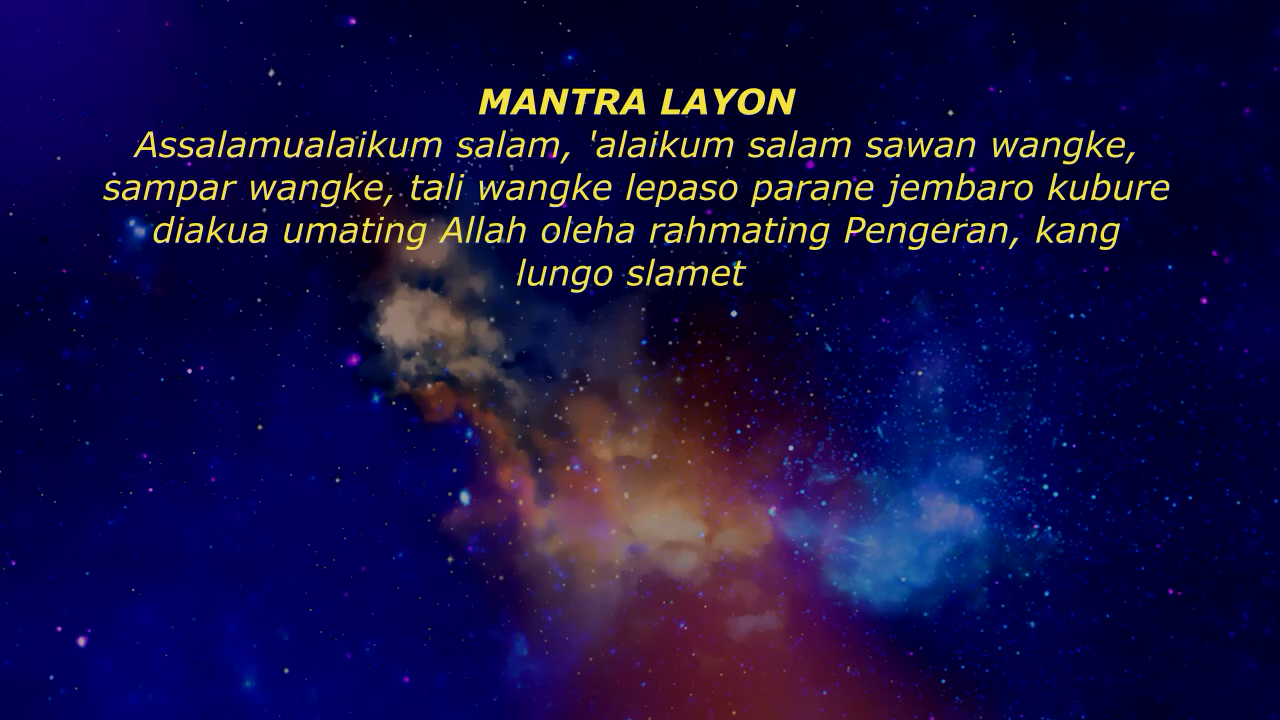 MANTRA LAYON
Assalamualaikum salam, 'alaikum salam sawan wangke,
sampar wangke, tali wangke lepaso parane jembaro kubure
diakua umating Allah oleha rahmating Pengeran, kang
lungo slamet